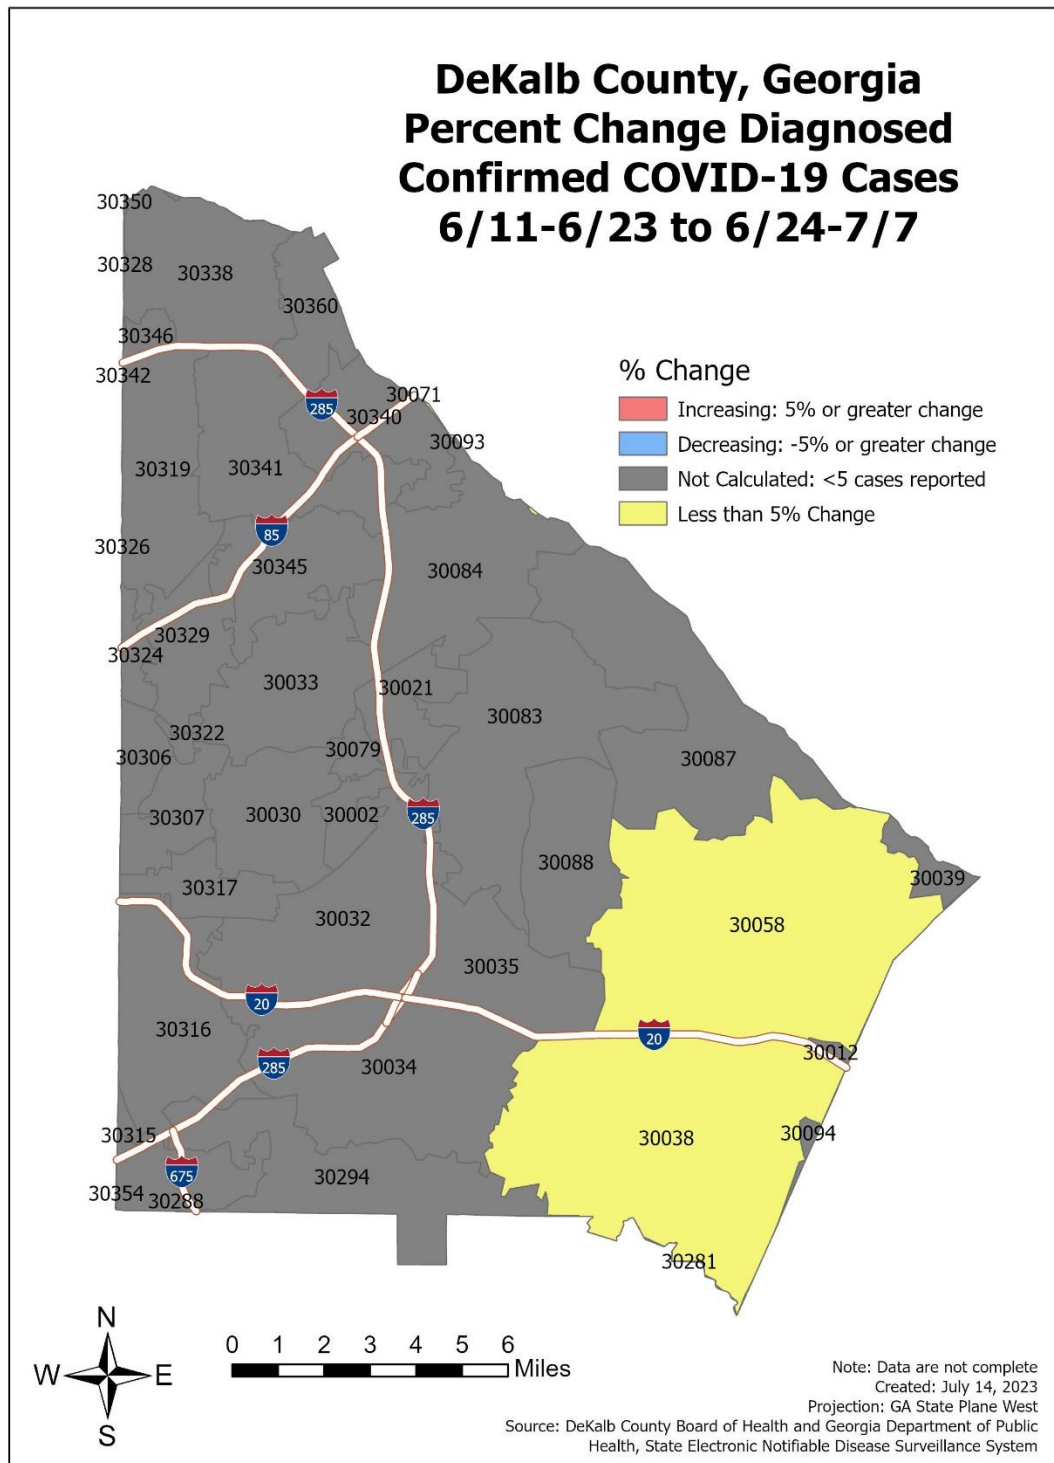 DeKalb County, Georgia
Percent Change Diagnosed
Confirmed COVID-19 Cases
6/11-6/23 to 6/24-7/7
30350
30328
30338
30360
30346
30342
% Change
285
30071
30340
Increasing: 5% or greater change
30093
Decreasing: -5% or greater change
30319
30341
Not Calculated: <5 cases reported
Less than 5% Change
85
30326
30345
30084
30329
30324
30033
30021
30083
30322
30079
30306
30087
30307
30030
30002
285
30088
30039
30317
30032
30058
30035
20
30316
20
30012
285
30034
30315
30038
30094
675
30294
30354
30288
30281
N
W
E
S
0 1 2 3 4 5 6
Miles
Note: Data are not complete
Created: July 14, 2023
Projection: GA State Plane West
Source: DeKalb County Board of Health and Georgia Department of Public
Health, State Electronic Notifiable Disease Surveillance System